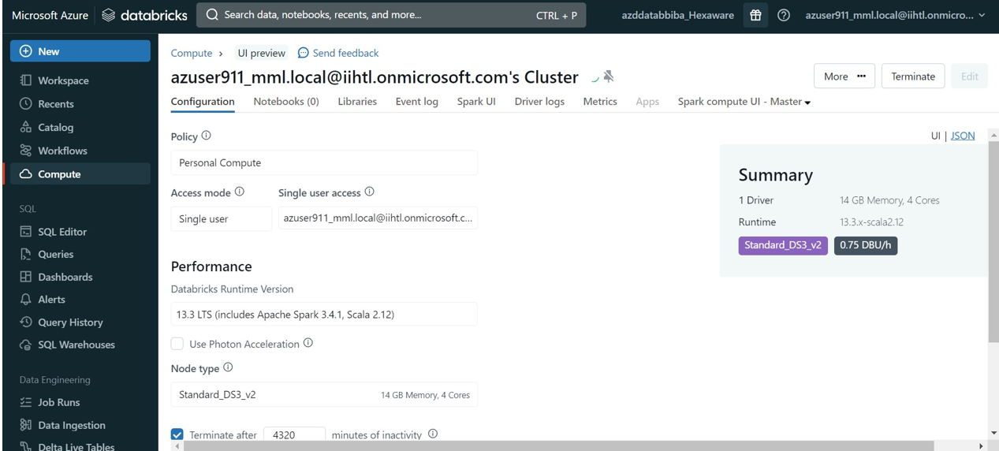 Microsoft Azure databricks Search data, notebooks, recents, and more... CTRL + P azddatabbiba_Hexaware azuser911_mml.local@iihtl.onmicro...
New
Workspace
Recents
Catalog
Workflows
Compute
SQL
SQL Editor
Queries
Dashboards
Alerts
Query History
SQL Warehouses
Data Engineering
Job Runs
Data Ingestion
Delta Live Tables
Compute › UI preview Send feedback
azuser911_mml.local@iihtl.onmicrosoft.com's Cluster
More ··· Terminate Edit
Configuration Notebooks (0) Libraries Event log Spark UI Driver logs Metrics Apps Spark compute UI - Master
UI | JSON
Policy
Personal Compute
Access mode Single user access
Single user azuser911_mml.local@iihtl.onmicrosoft.c...
Performance
Databricks Runtime Version
13.3 LTS (includes Apache Spark 3.4.1, Scala 2.12)
Use Photon Acceleration
Node type
Standard_DS3_v2 14 GB Memory, 4 Cores
Terminate after 4320 minutes of inactivity
Summary
1 Driver 14 GB Memory, 4 Cores
Runtime 13.3.x-scala2.12
Standard_DS3_v2 0.75 DBU/h